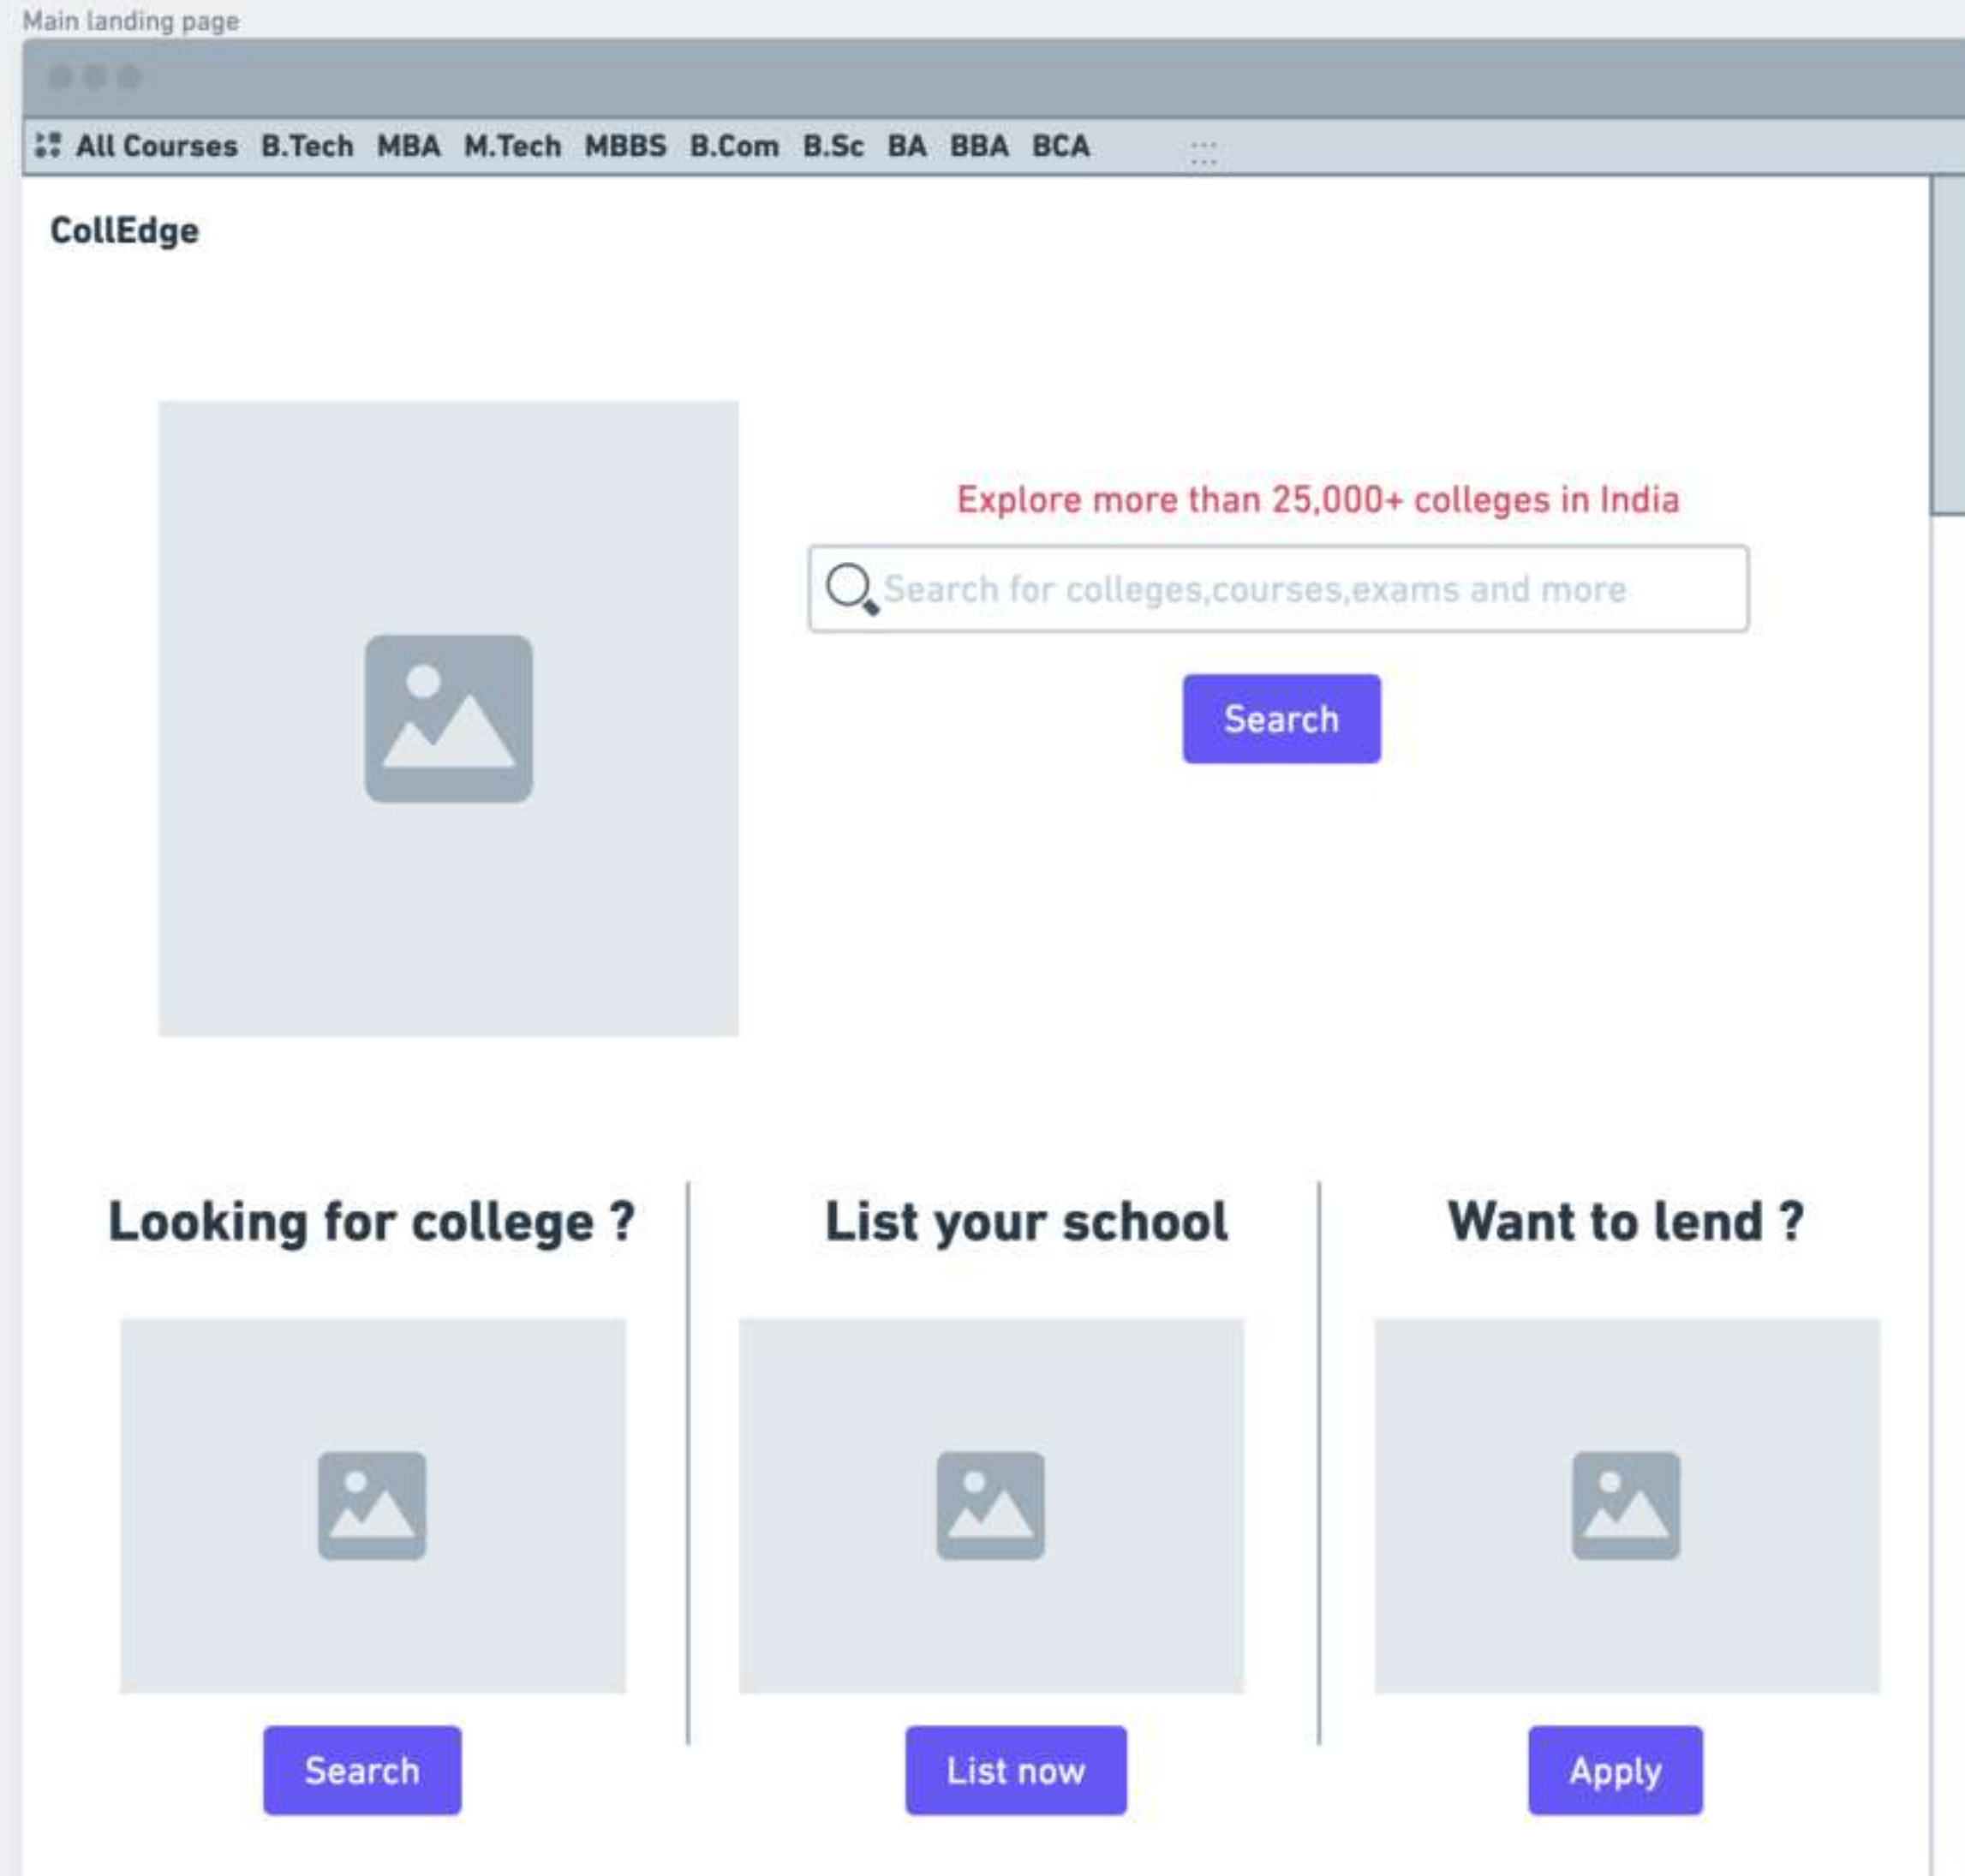 Main landing page
All Courses B.Tech MBA M.Tech MBBS B.Com B.Sc BA BBA BCA
CollEdge
Explore more than 25,000+ colleges in India
Search for colleges,courses,exams and more
Search
Looking for college ? List your school Want to lend ?
Search List now Apply